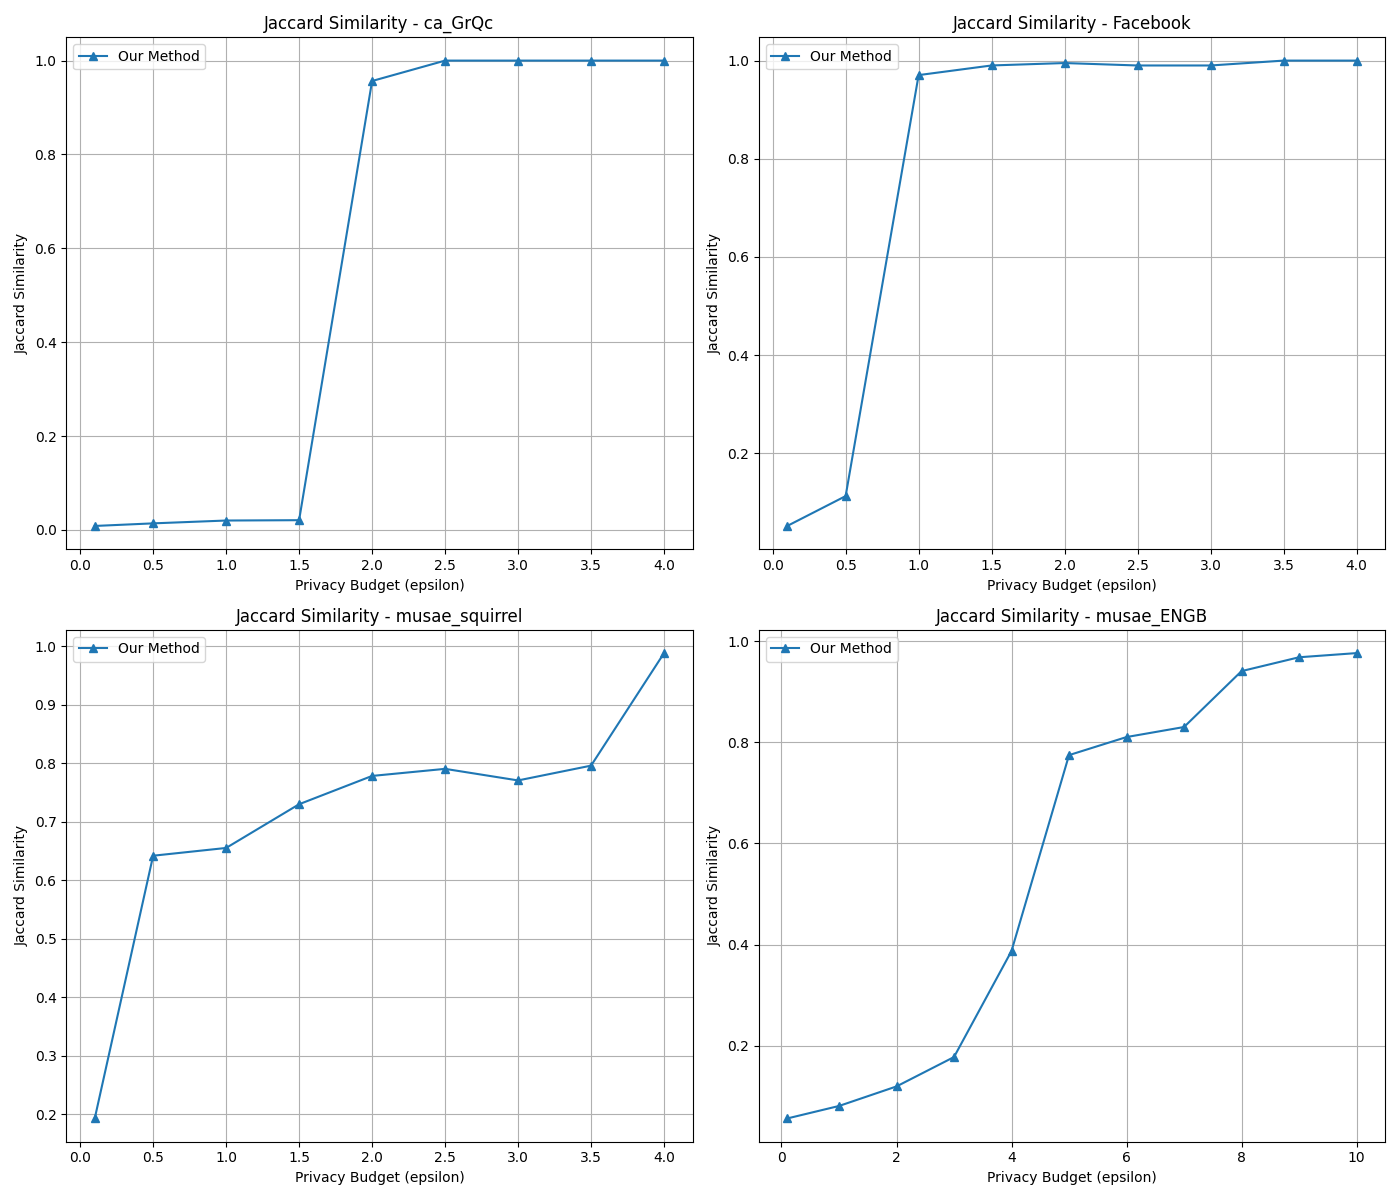 Jaccard Similarity - ca_GrQc
Our Method
1.0
0.8
0.6
0.4
0.2
0.0
Jaccard Similarity
0.0 0.5 1.0 1.5 2.0 2.5 3.0 3.5 4.0
Privacy Budget (epsilon)
Jaccard Similarity - Facebook
Our Method
1.0
0.8
0.6
0.4
0.2
Jaccard Similarity
0.0 0.5 1.0 1.5 2.0 2.5 3.0 3.5 4.0
Privacy Budget (epsilon)
Jaccard Similarity - musae_squirrel
Our Method
1.0
0.9
0.8
0.7
0.6
0.5
0.4
0.3
0.2
Jaccard Similarity
0.0 0.5 1.0 1.5 2.0 2.5 3.0 3.5 4.0
Privacy Budget (epsilon)
Jaccard Similarity - musae_ENGB
Our Method
1.0
0.8
0.6
0.4
0.2
Jaccard Similarity
0 2 4 6 8 10
Privacy Budget (epsilon)